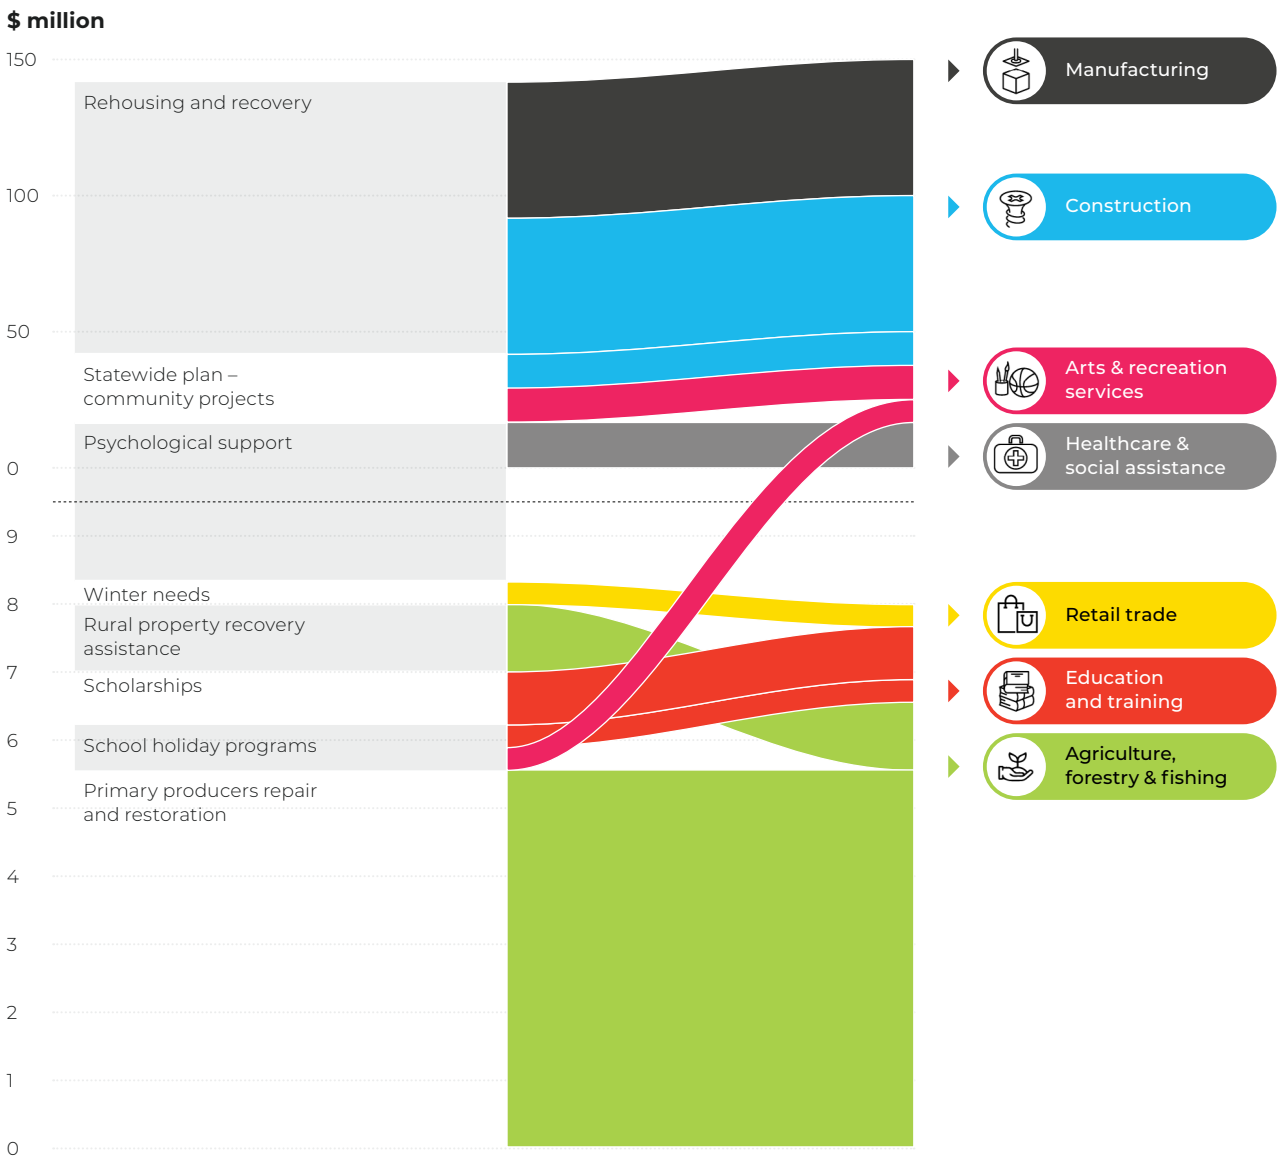 $ million
150
100
50
0
9
8
7
6
5
4
3
2
1
0
Rehousing and recovery
Statewide plan –
community projects
Psychological support
Winter needs
Rural property recovery
assistance
Scholarships
School holiday programs
Primary producers repair
and restoration
Manufacturing
Construction
Arts & recreation
services
Healthcare &
social assistance
Retail trade
Education
and training
Agriculture,
forestry & fishing